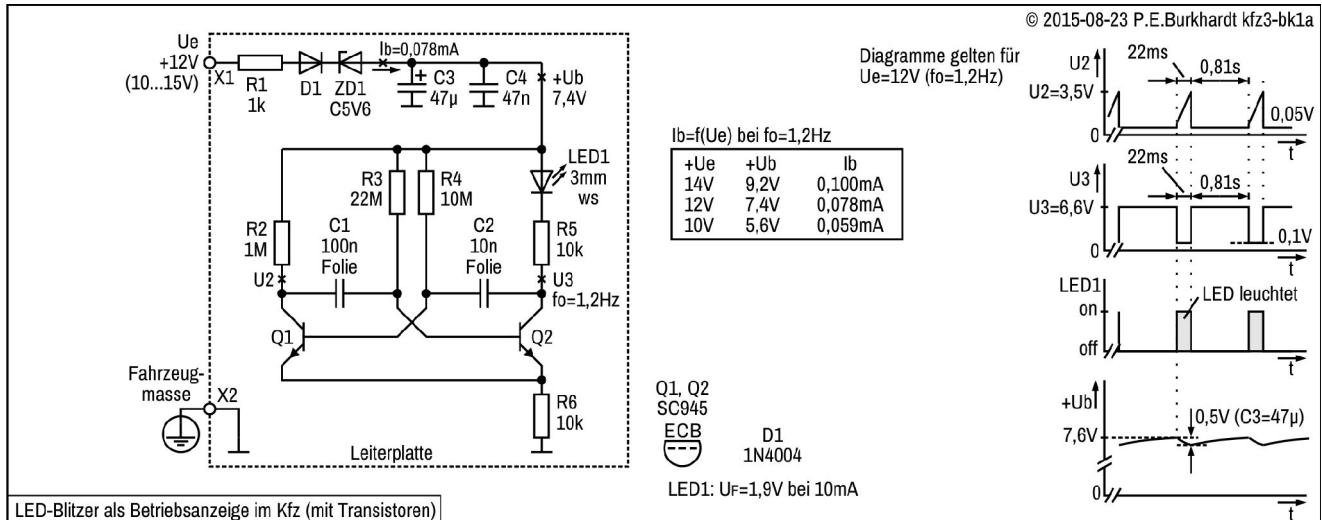 © 2015-08-23 P.E.Burkhardt kfz3-bk1a
Ue
+12V
(10...15V)
X1
R1
1k
D1
ZD1
C5V6
Ib=0,078mA
+
C3
47µ
C4
47n
+Ub
7,4V
R2
1M
R3
22M
R4
10M
LED1
3mm
ws
R5
10k
C1
100n
Folie
C2
10n
Folie
U2
U3
fo=1,2Hz
Q1
Q2
R6
10k
Fahrzeug-
masse
X2
Leiterplatte
LED-Blitzer als Betriebsanzeige im Kfz (mit Transistoren)
Ib=f(Ue) bei fo=1,2Hz
+Ue +Ub Ib
14V 9,2V 0,100mA
12V 7,4V 0,078mA
10V 5,6V 0,059mA
Q1, Q2
SC945
ECB
D1
1N4004
LED1: UF=1,9V bei 10mA
Diagramme gelten für
Ue=12V (fo=1,2Hz)
22ms
U2
0,81s
U2=3,5V
0,05V
0
t
22ms
U3
0,81s
U3=6,6V
0,1V
0
t
LED1
LED leuchtet
on
off
t
+Ub
0,5V (C3=47µ)
7,6V
0
t